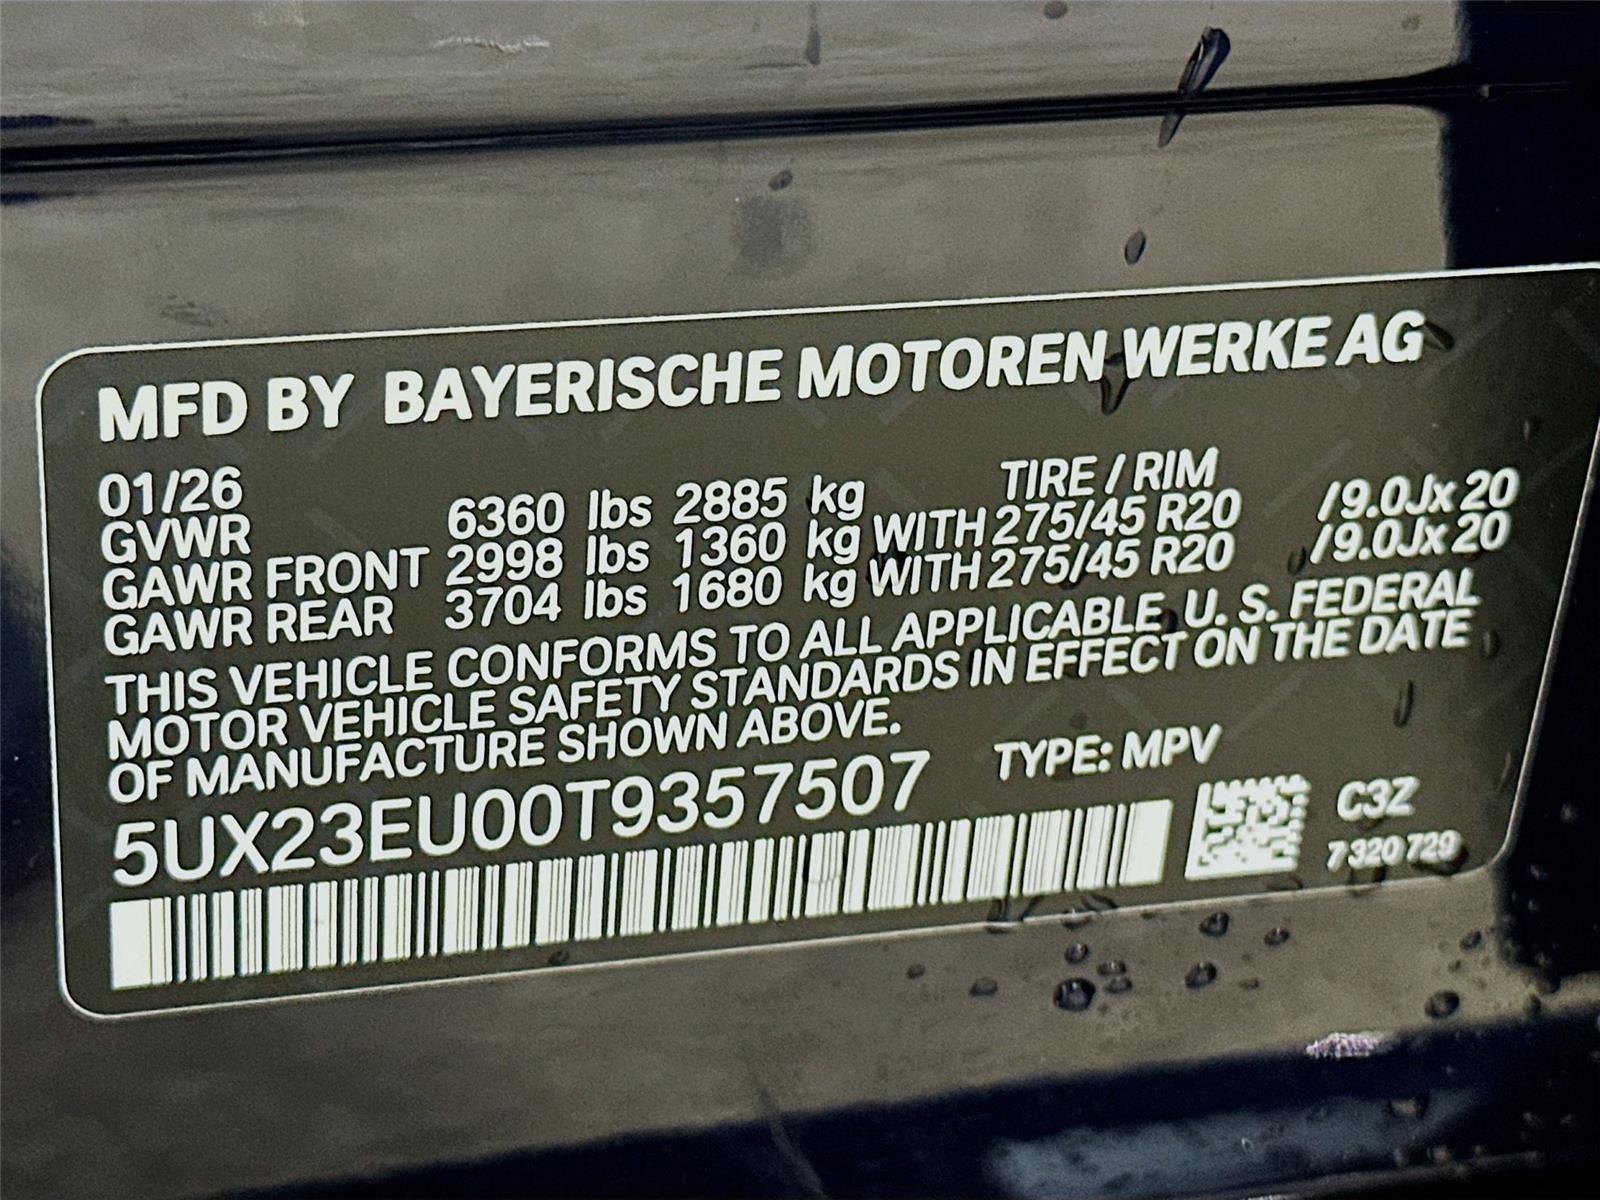 MFD BY BAYERISCHE MOTOREN WERKE AG
01/26 TIRE / RIM
GVWR 6360 lbs 2885 kg
GAWR FRONT 2998 lbs 1360 kg WITH 275/45 R20 /9.0Jx20
GAWR REAR 3704 lbs 1680 kg WITH 275/45 R20 /9.0Jx20
THIS VEHICLE CONFORMS TO ALL APPLICABLE U. S. FEDERAL
MOTOR VEHICLE SAFETY STANDARDS IN EFFECT ON THE DATE
OF MANUFACTURE SHOWN ABOVE.
5UX23EU00T9357507 TYPE: MPV
C3Z
7320729